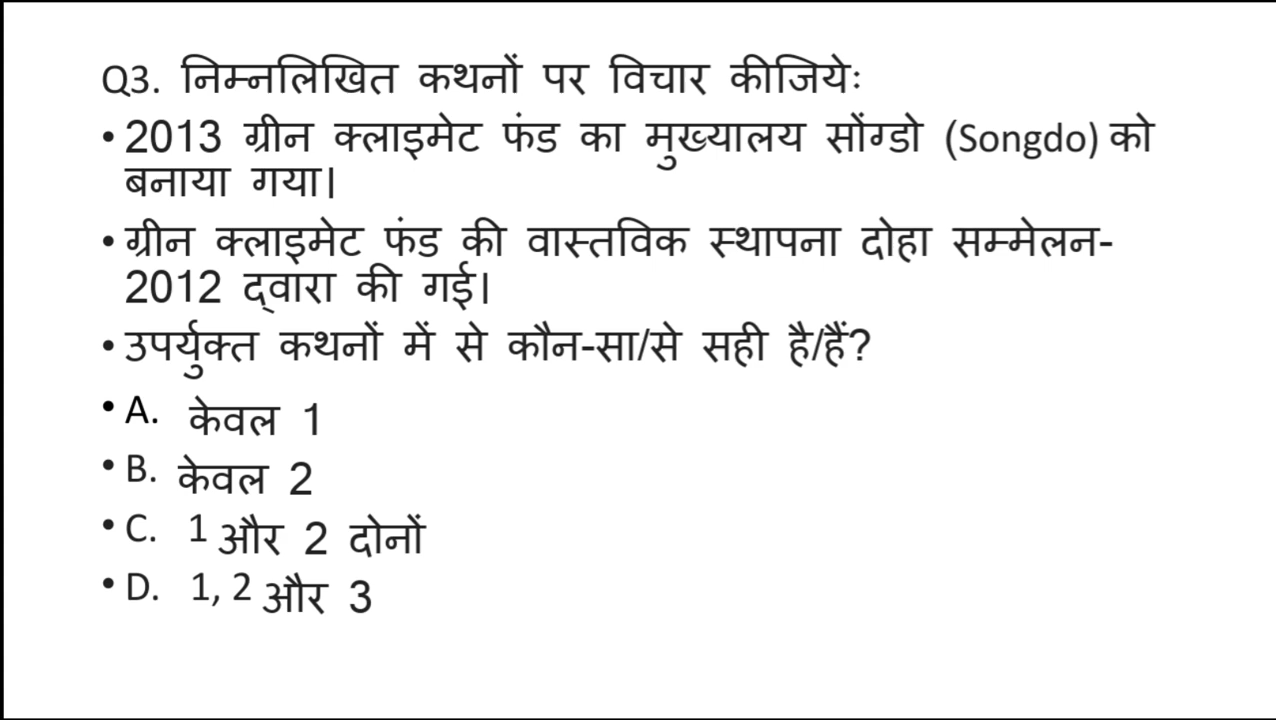 Q3. निम्नलिखित कथनों पर विचार कीजियेः
• 2013 ग्रीन क्लाइमेट फंड का मुख्यालय सोंग्डो (Songdo) को
बनाया गया।
• ग्रीन क्लाइमेट फंड की वास्तविक स्थापना दोहा सम्मेलन-
2012 द्वारा की गई।
• उपर्युक्त कथनों में से कौन-सा/से सही है/हैं?
• A. केवल 1
• B. केवल 2
• C. 1 और 2 दोनों
• D. 1, 2 और 3